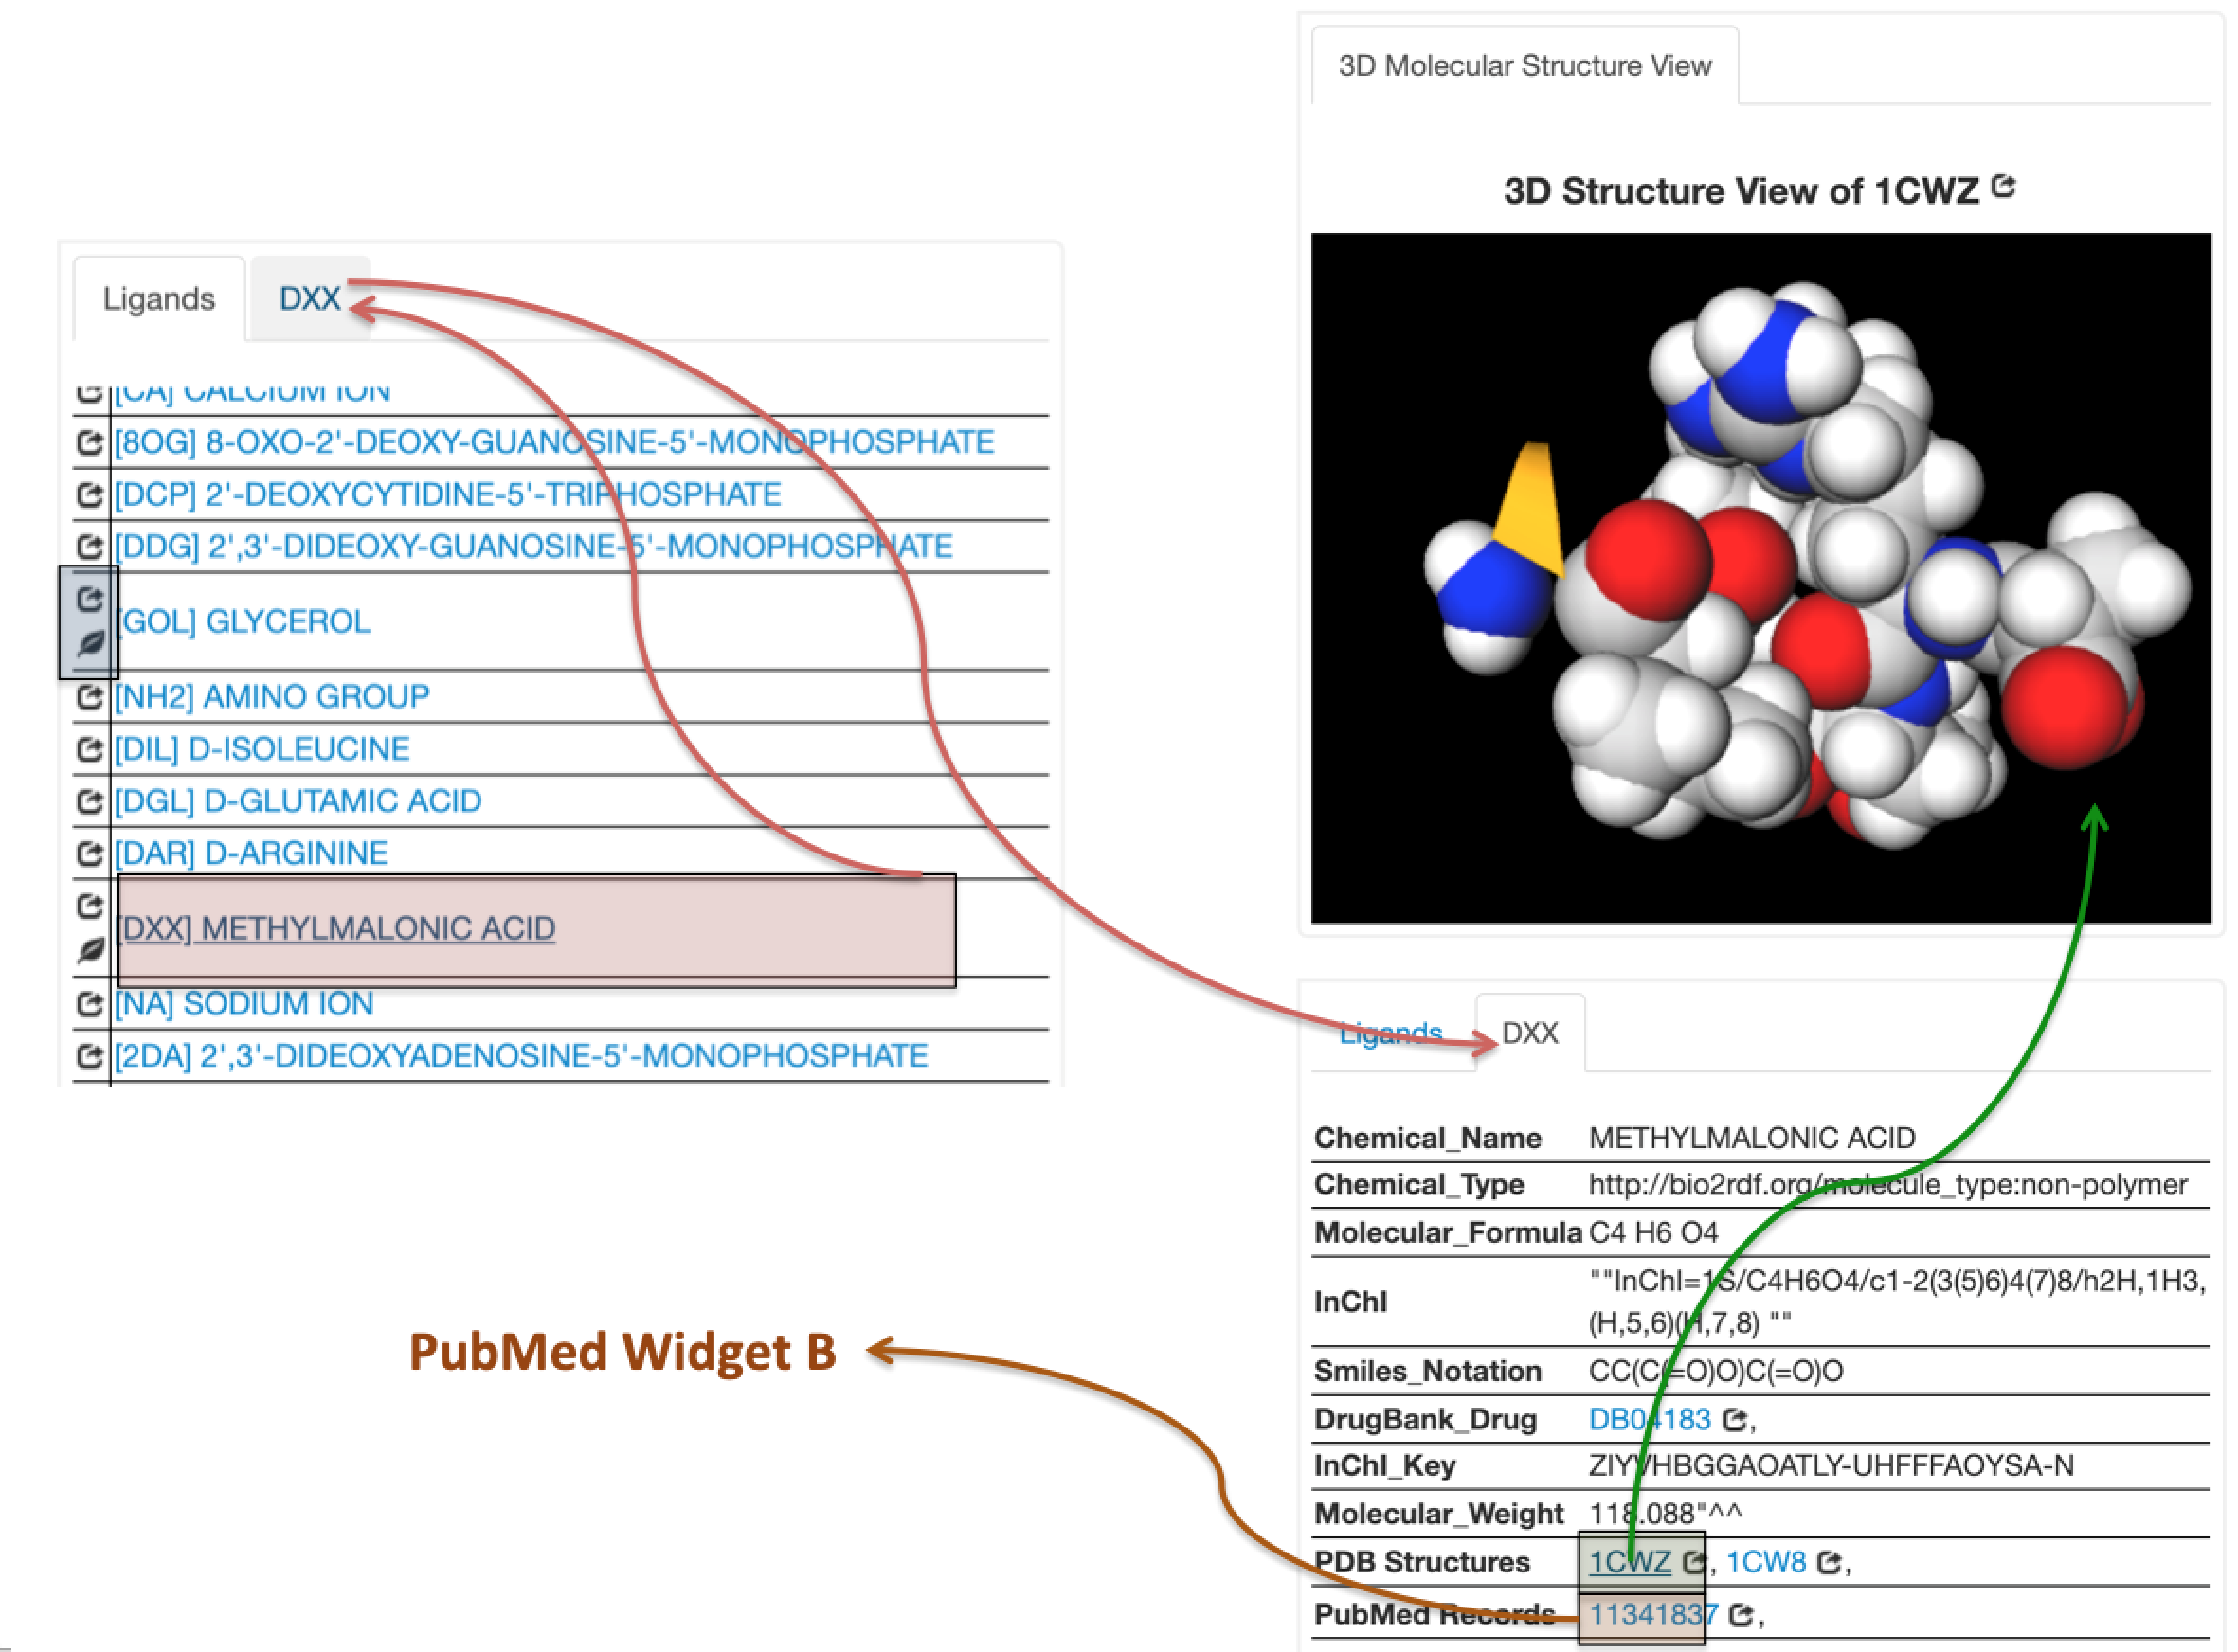 3D Molecular Structure View
3D Structure View of 1CWZ
Ligands DXX
[CA] CALCIUM ION
[8OG] 8-OXO-2'-DEOXY-GUANOSINE-5'-MONOPHOSPHATE
[DCP] 2'-DEOXYCYTIDINE-5'-TRIPHOSPHATE
[DDG] 2',3'-DIDEOXY-GUANOSINE-5'-MONOPHOSPHATE
[GOL] GLYCEROL
[NH2] AMINO GROUP
[DIL] D-ISOLEUCINE
[DGL] D-GLUTAMIC ACID
[DAR] D-ARGININE
[DXX] METHYLMALONIC ACID
[NA] SODIUM ION
[2DA] 2',3'-DIDEOXYADENOSINE-5'-MONOPHOSPHATE
Ligands DXX
Chemical_Name METHYLMALONIC ACID
Chemical_Type http://bio2rdf.org/molecule_type:non-polymer
Molecular_Formula C4 H6 O4
InChI ""InChI=1S/C4H6O4/c1-2(3(5)6)4(7)8/h2H,1H3,
(H,5,6)(H,7,8) ""
Smiles_Notation CC(C(=O)O)C(=O)O
DrugBank_Drug DB04183 ,
InChI_Key ZIYVHBGGAOATLY-UHFFFAOYSA-N
Molecular_Weight 118.088"^^
PDB Structures 1CWZ , 1CW8 ,
PubMed Records 11341837 ,
PubMed Widget B